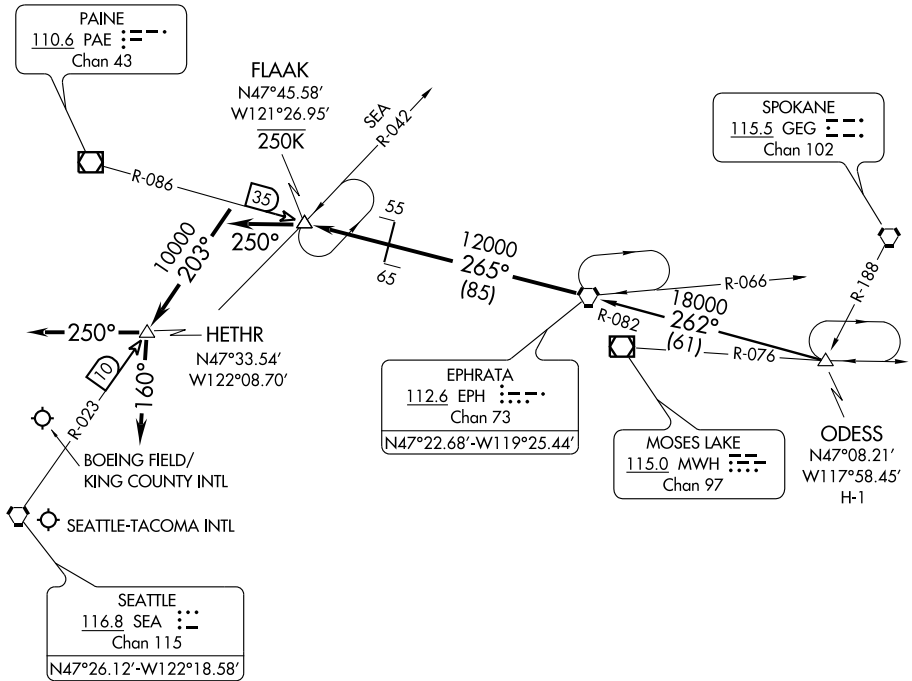 PAINE
110.6 PAE
Chan 43
FLAAK
N47°45.58'
W121°26.95'
250K
SEA
R-042
SPOKANE
115.5 GEG
Chan 102
R-086
35
250°
10000
203°
55
65
12000
265°
(85)
R-066
R-188
18000
262°
(61)
R-082
R-076
250°
HETHR
N47°33.54'
W122°08.70'
10
160°
R-023
EPHRATA
112.6 EPH
Chan 73
N47°22.68'-W119°25.44'
MOSES LAKE
115.0 MWH
Chan 97
ODESS
N47°08.21'
W117°58.45'
H-1
BOEING FIELD/
KING COUNTY INTL
SEATTLE-TACOMA INTL
SEATTLE
116.8 SEA
Chan 115
N47°26.12'-W122°18.58'